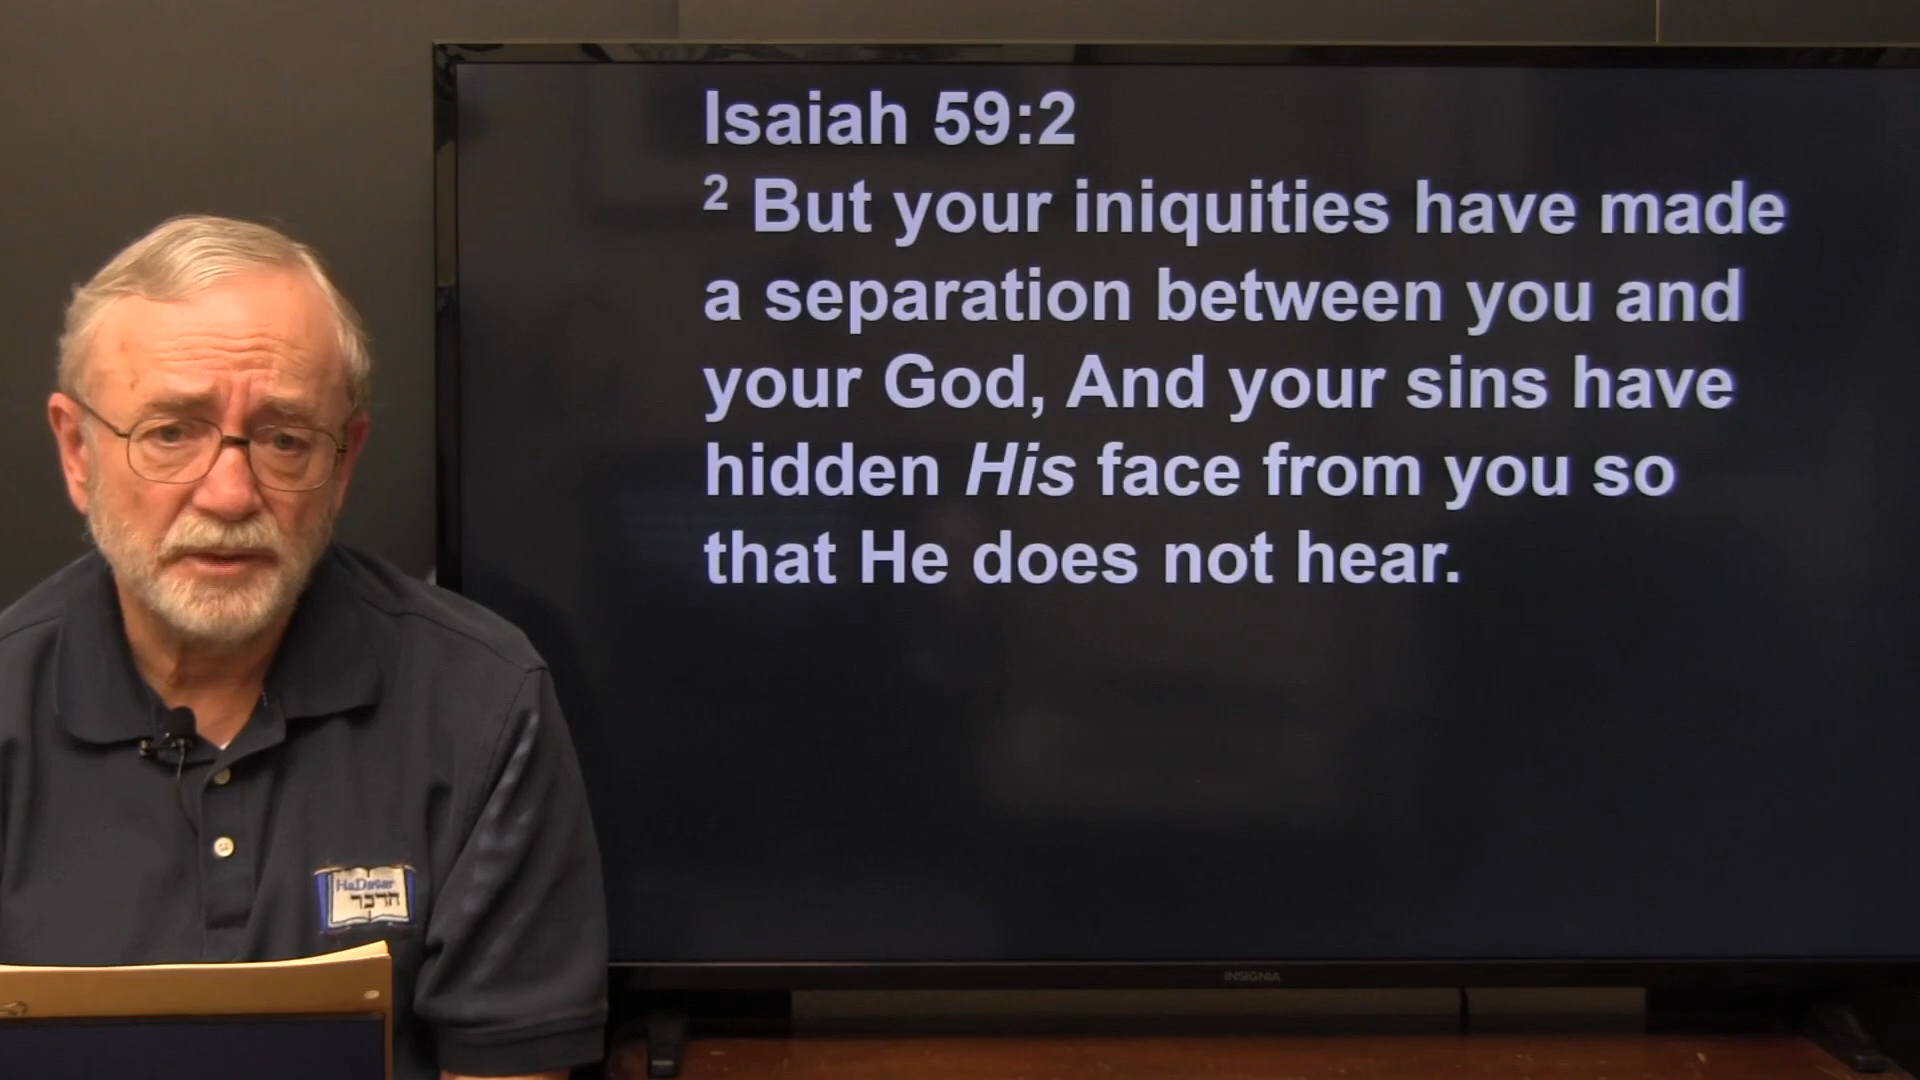 Isaiah 59:2
2 But your iniquities have made
a separation between you and
your God, And your sins have
hidden His face from you so
that He does not hear.
HaDavar
הדבר
INSIGNIA